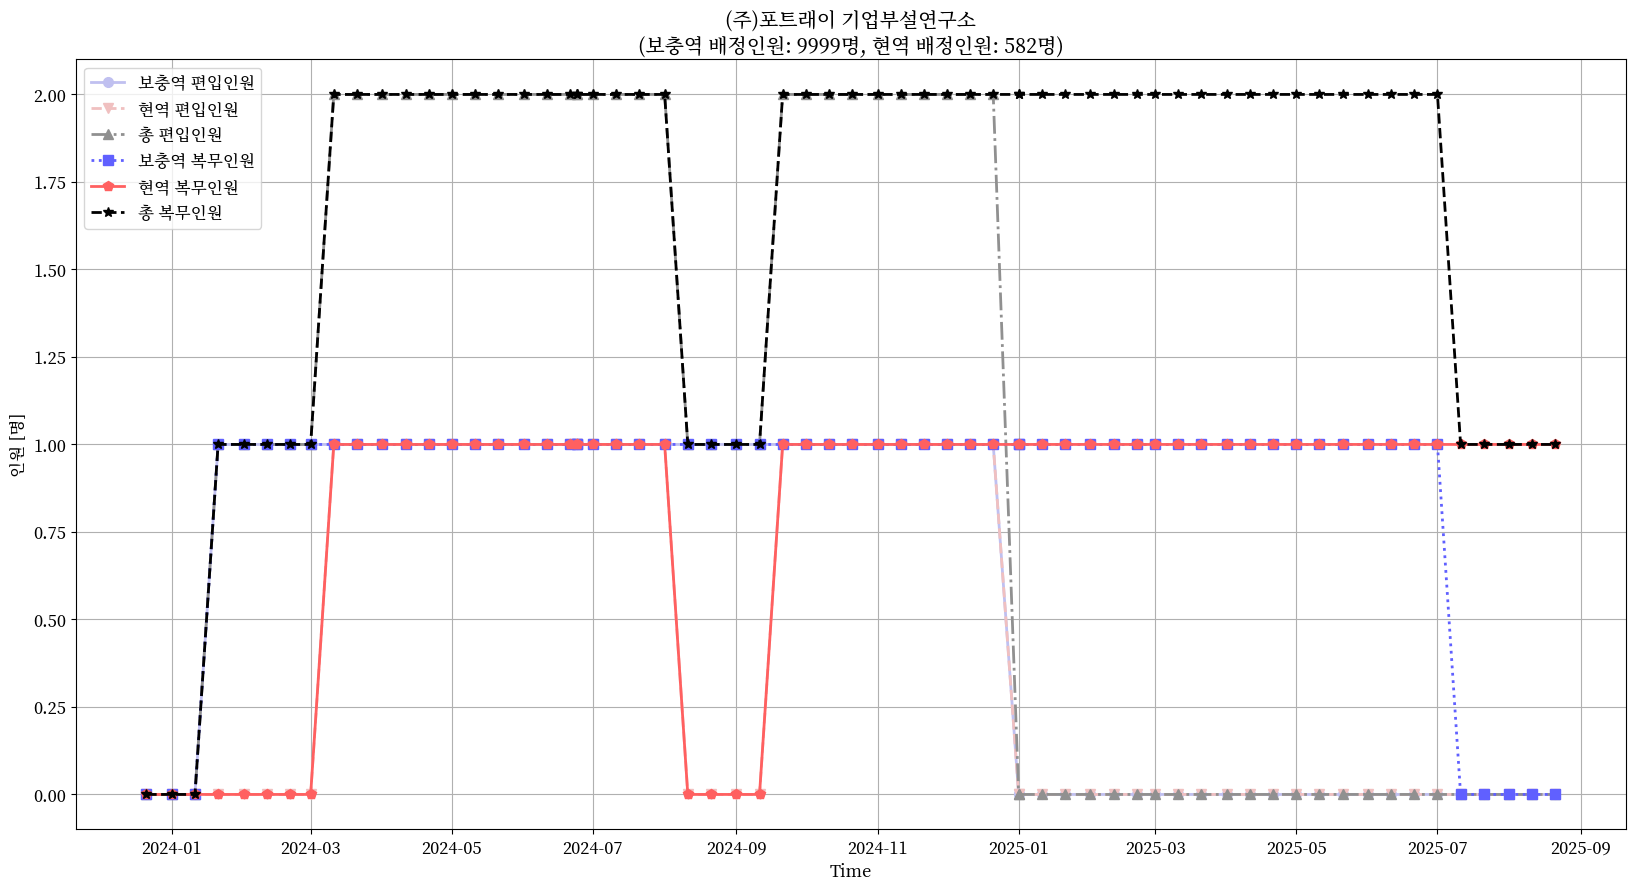 (주)포트래이 기업부설연구소
(보충역 배정인원: 9999명, 현역 배정인원: 582명)
보충역 편입인원
현역 편입인원
총 편입인원
보충역 복무인원
현역 복무인원
총 복무인원
인원 [명]
2.00
1.75
1.50
1.25
1.00
0.75
0.50
0.25
0.00
2024-01 2024-03 2024-05 2024-07 2024-09 2024-11 2025-01 2025-03 2025-05 2025-07 2025-09
Time